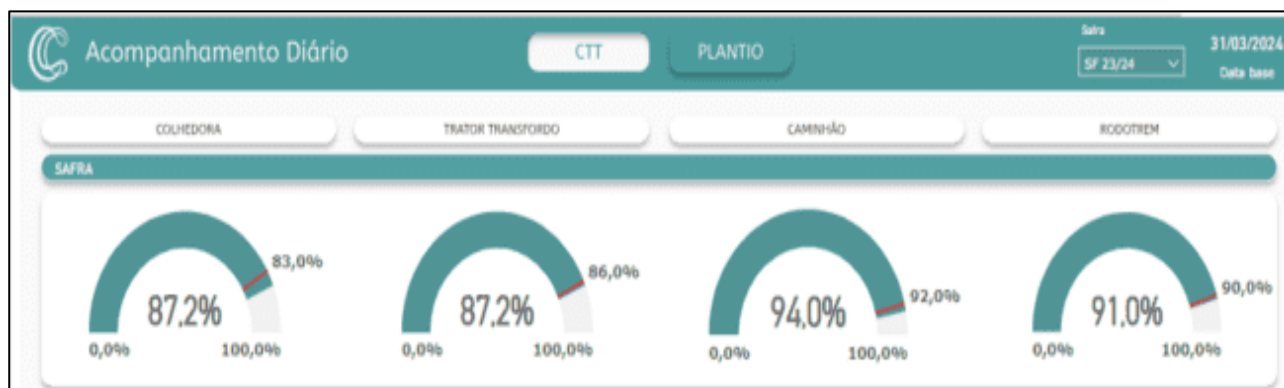 Acompanhamento Diário
CTT
PLANTIO
Safra
SF 23/24
31/03/2024
Data base
COLHEDORA
TRATOR TRANSFORDO
CAMINHÃO
RODOTREM
SAFRA
83,0%
87,2%
0,0%
100,0%
86,0%
87,2%
0,0%
100,0%
92,0%
94,0%
0,0%
100,0%
90,0%
91,0%
0,0%
100,0%